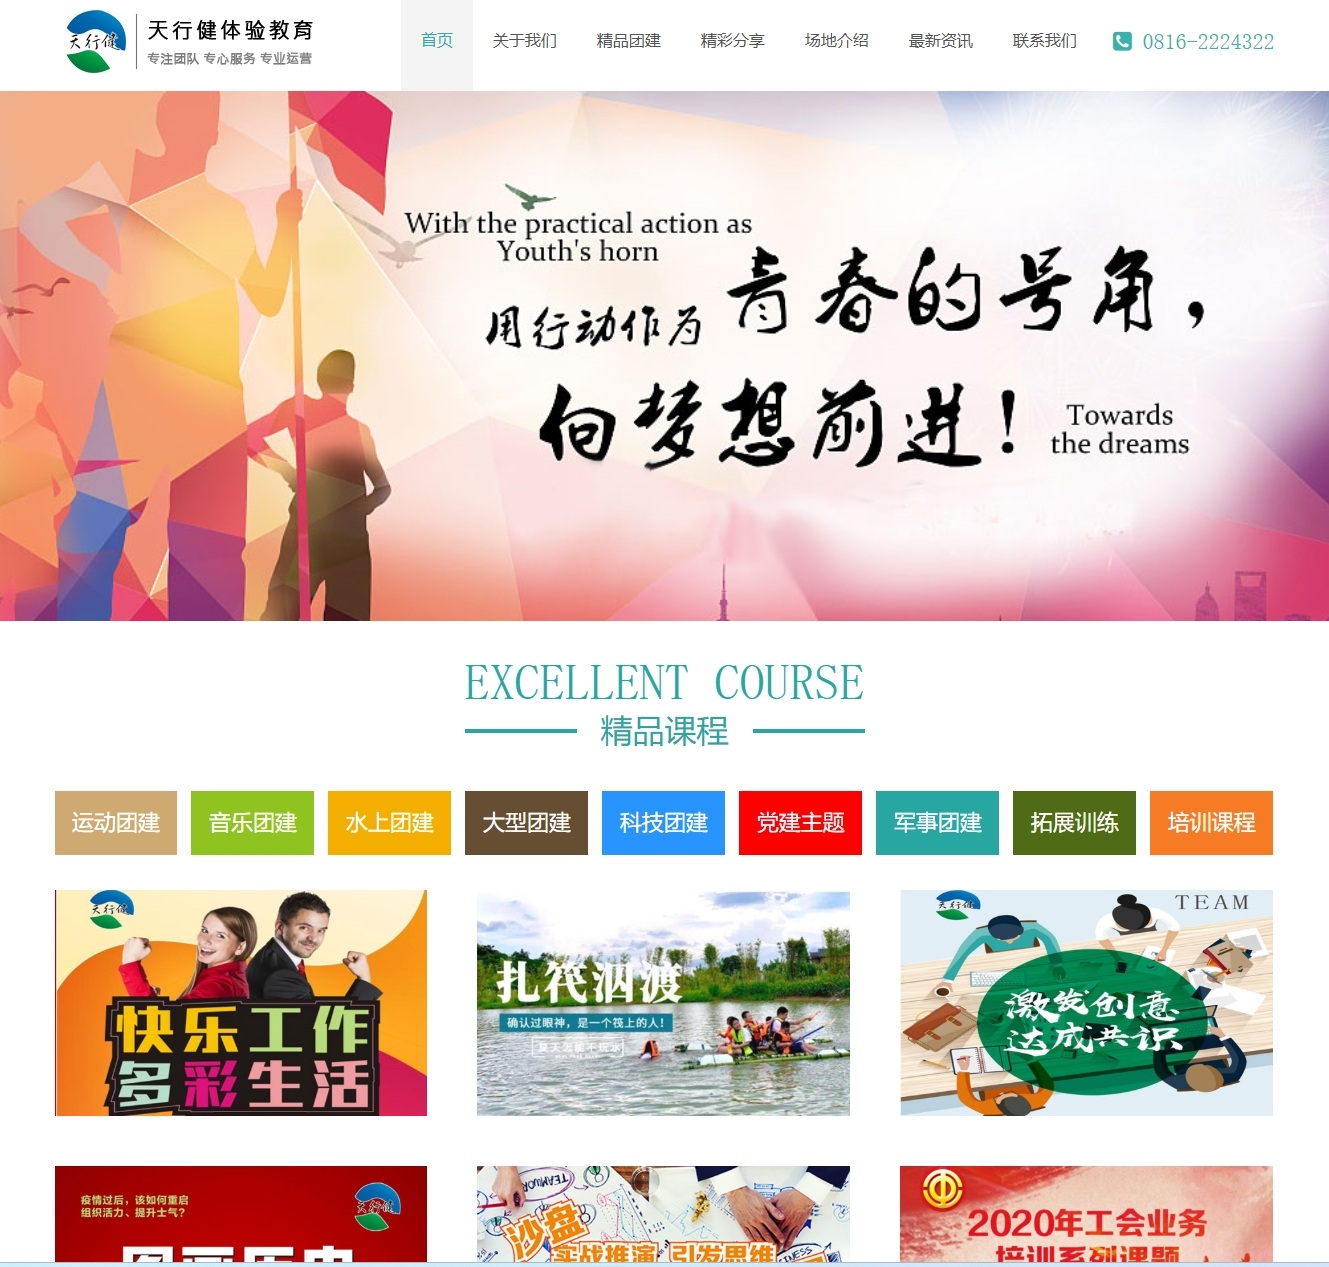 天行健
天行健体验教育
专注团队 专心服务 专业运营
首页
关于我们
精品团建
精彩分享
场地介绍
最新资讯
联系我们
0816-2224322
With the practical action as
Youth's horn
用行动作为
青春的号角，
向梦想前进！
Towards
the dreams
EXCELLENT COURSE
精品课程
运动团建
音乐团建
水上团建
大型团建
科技团建
党建主题
军事团建
拓展训练
培训课程
天行健
快乐工作
多彩生活
扎筏泅渡
确认过眼神，是一个筏上的人！
天行健
TEAM
激发创意
达成共识
疫情过后，该如何重启
组织活力、提升士气？
天行健
TEAMWORK
沙盘
实战推演 引发思维
2020年工会业务
培训系列课题